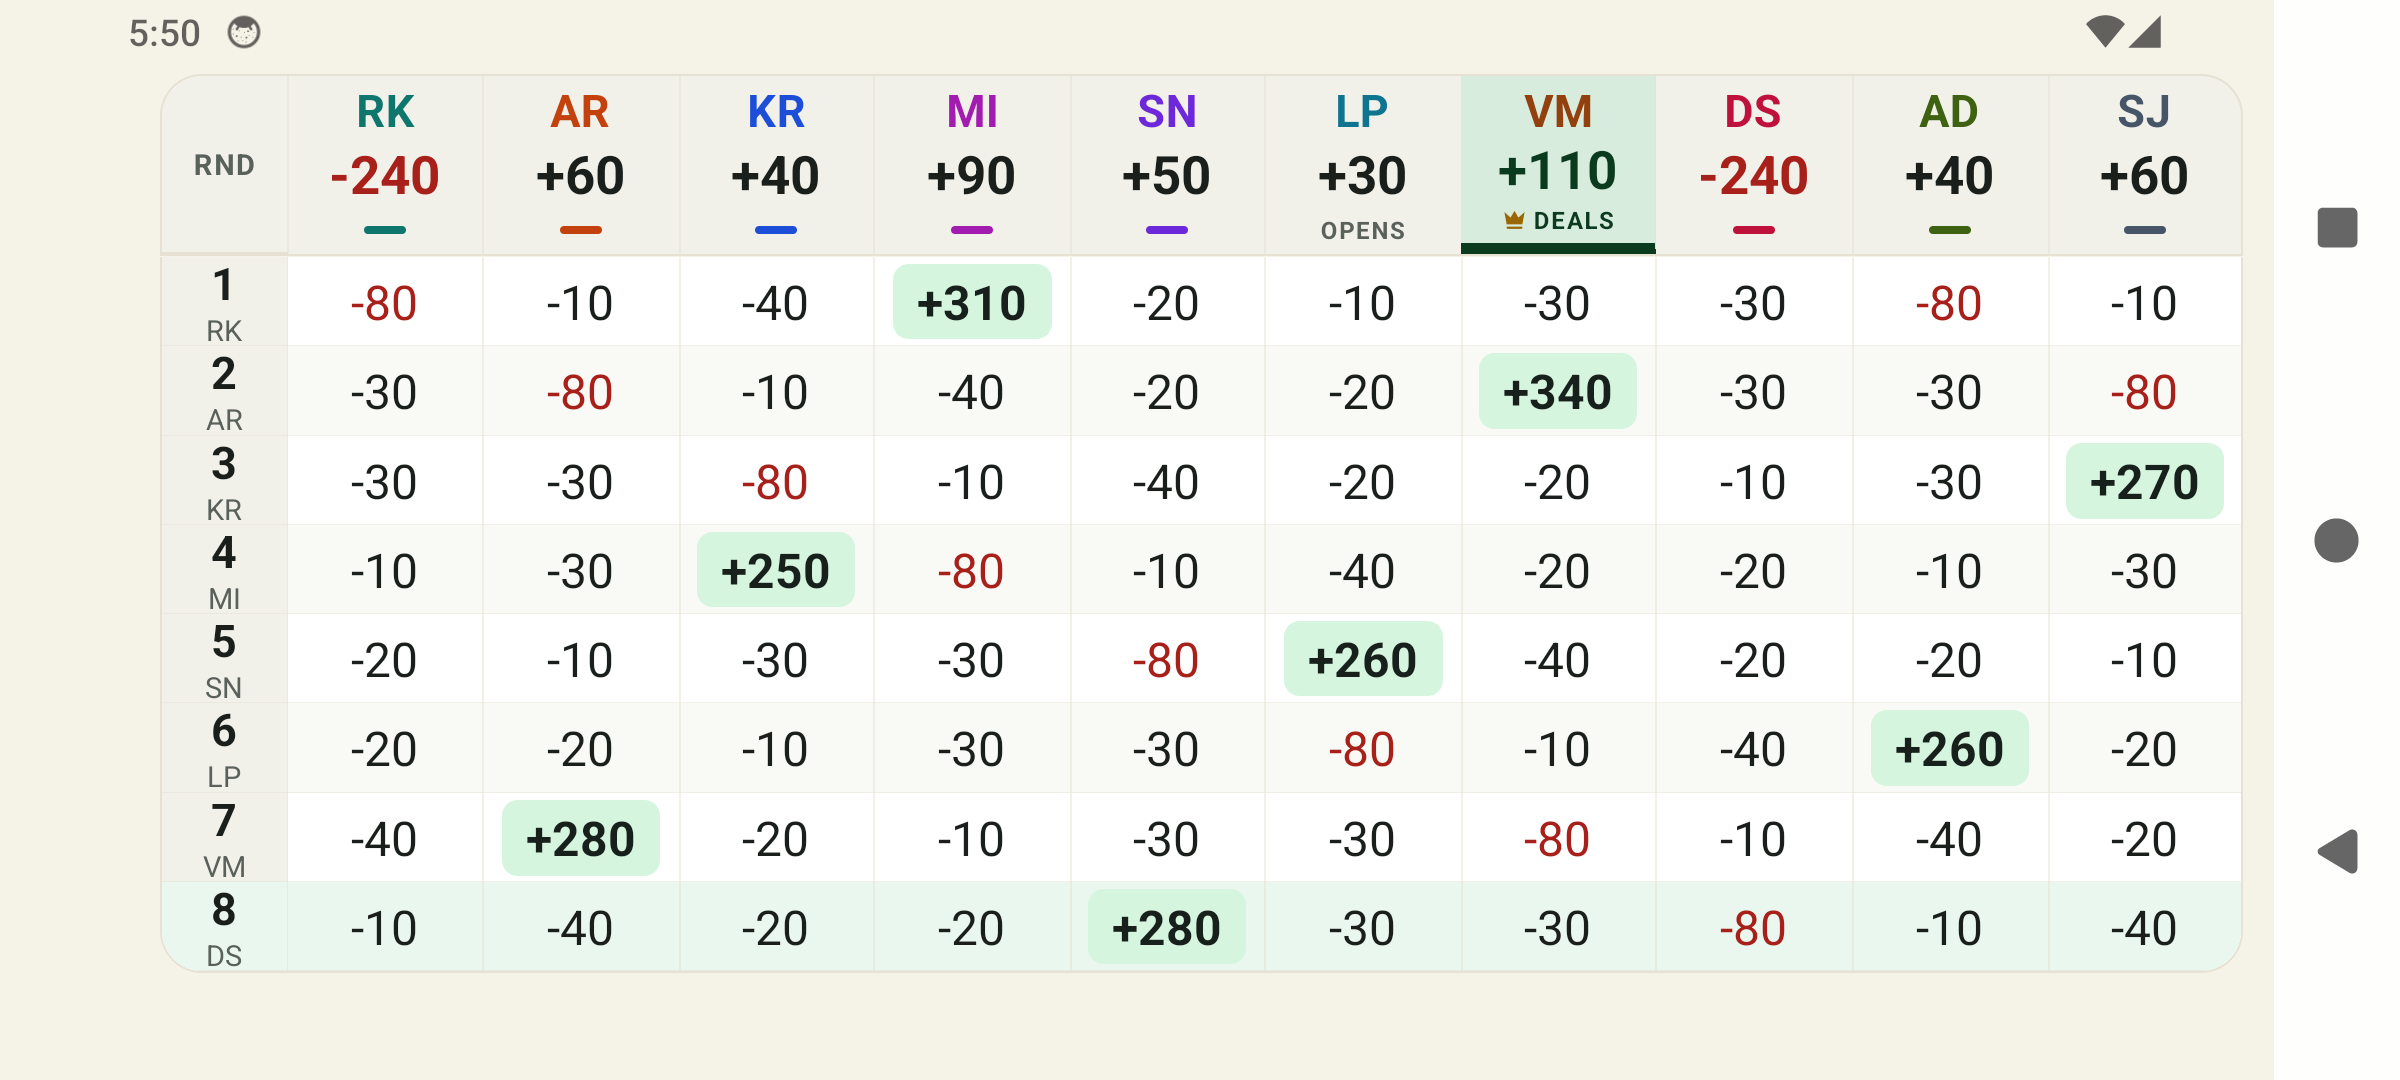 5:50
RND RK AR KR MI SN LP VM DS AD SJ
-240 +60 +40 +90 +50 +30 +110 -240 +40 +60
OPENS DEALS
1 -80 -10 -40 +310 -20 -10 -30 -30 -80 -10
RK
2 -30 -80 -10 -40 -20 -20 +340 -30 -30 -80
AR
3 -30 -30 -80 -10 -40 -20 -20 -10 -30 +270
KR
4 -10 -30 +250 -80 -10 -40 -20 -20 -10 -30
MI
5 -20 -10 -30 -30 -80 +260 -40 -20 -20 -10
SN
6 -20 -20 -10 -30 -30 -80 -10 -40 +260 -20
LP
7 -40 +280 -20 -10 -30 -30 -80 -10 -40 -20
VM
8 -10 -40 -20 -20 +280 -30 -30 -80 -10 -40
DS